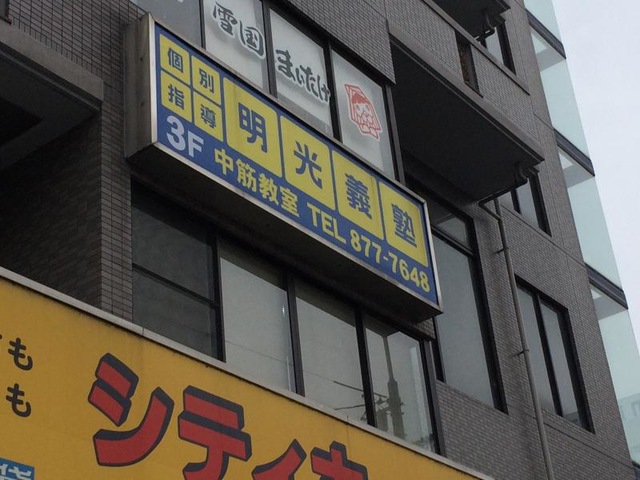 雪国まいたけ
個別
指導
明光義塾
3F 中筋教室 TEL 877-7648
も
も
シティ